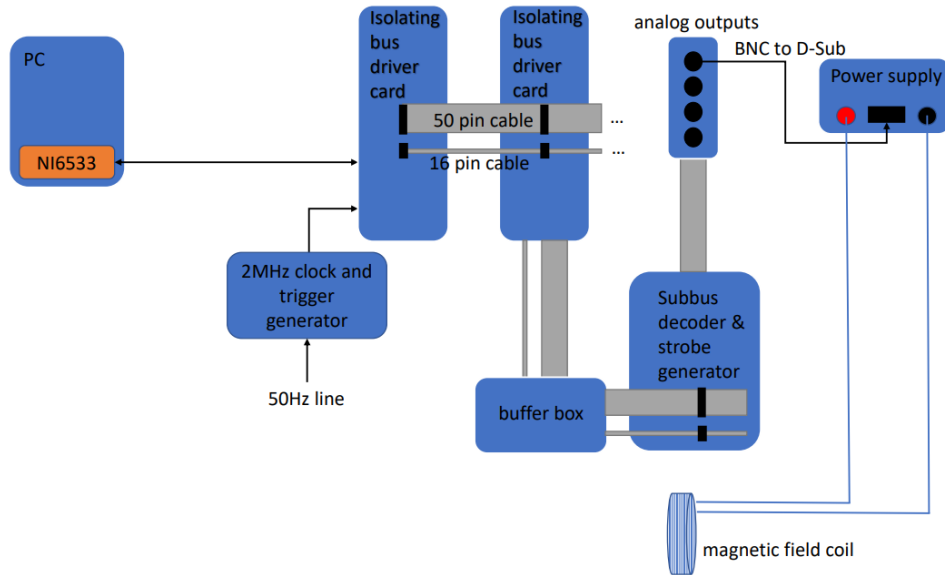 PC
NI6533
Isolating
bus
driver
card
Isolating
bus
driver
card
50 pin cable
...
16 pin cable
...
analog outputs
BNC to D-Sub
Power supply
2MHz clock and
trigger
generator
50Hz line
buffer box
Subbus
decoder &
strobe
generator
magnetic field coil